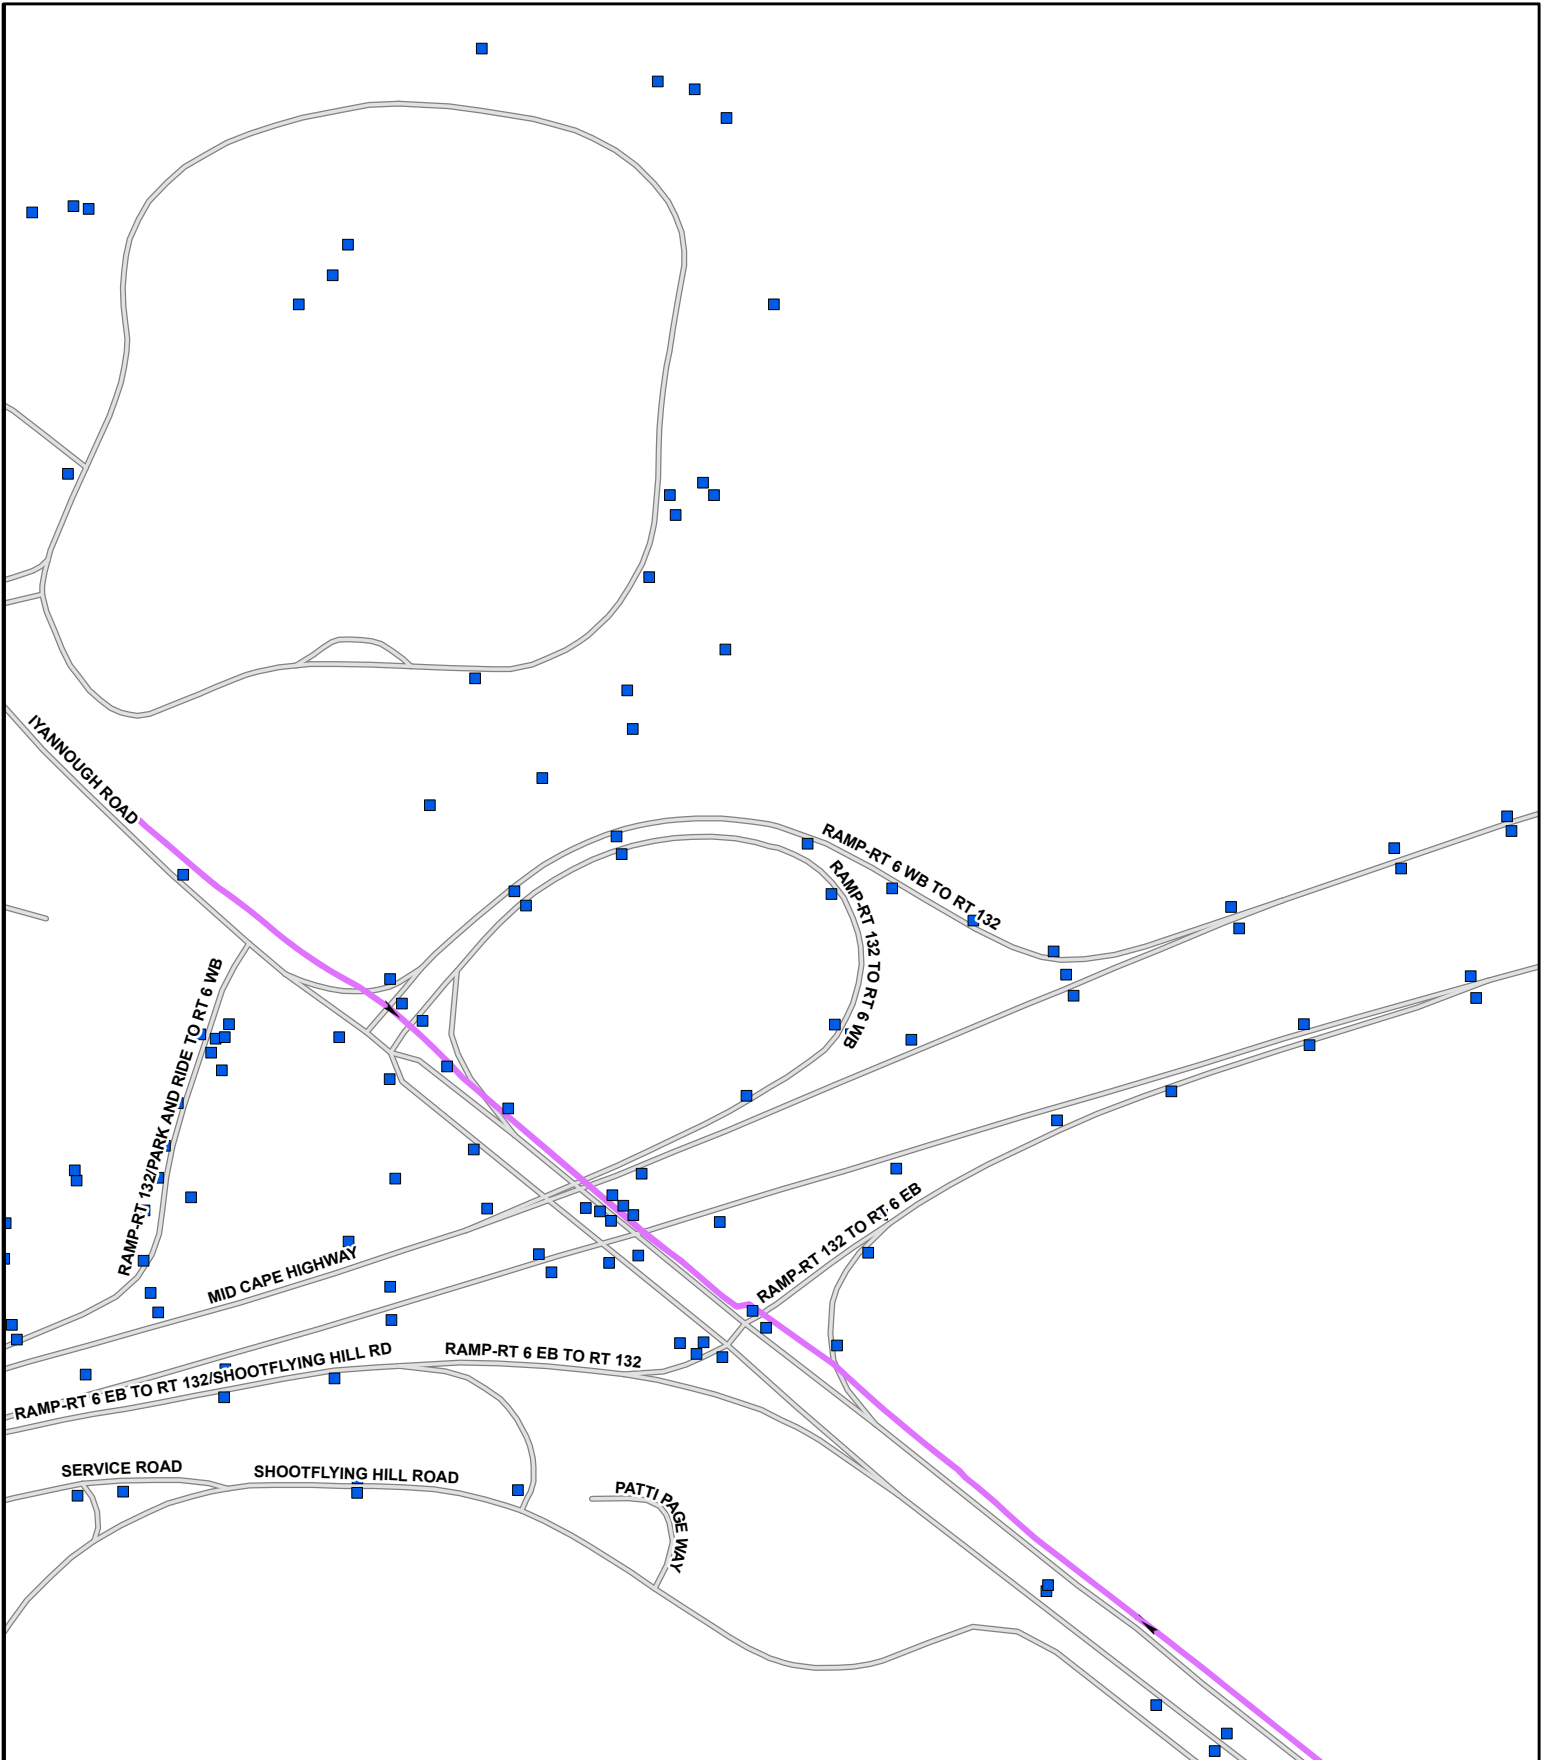 IYANNOUGH ROAD
RAMP-RT 6 WB TO RT 132
RAMP-RT 132 TO RT 6 WB
RAMP-RT 132/PARK AND RIDE TO RT 6 WB
RAMP-RT 132 TO RT 6 EB
MID CAPE HIGHWAY
RAMP-RT 6 EB TO RT 132
RAMP-RT 6 EB TO RT 132/SHOOTFLYING HILL RD
SERVICE ROAD
SHOOTFLYING HILL ROAD
PATTI PAGE WAY